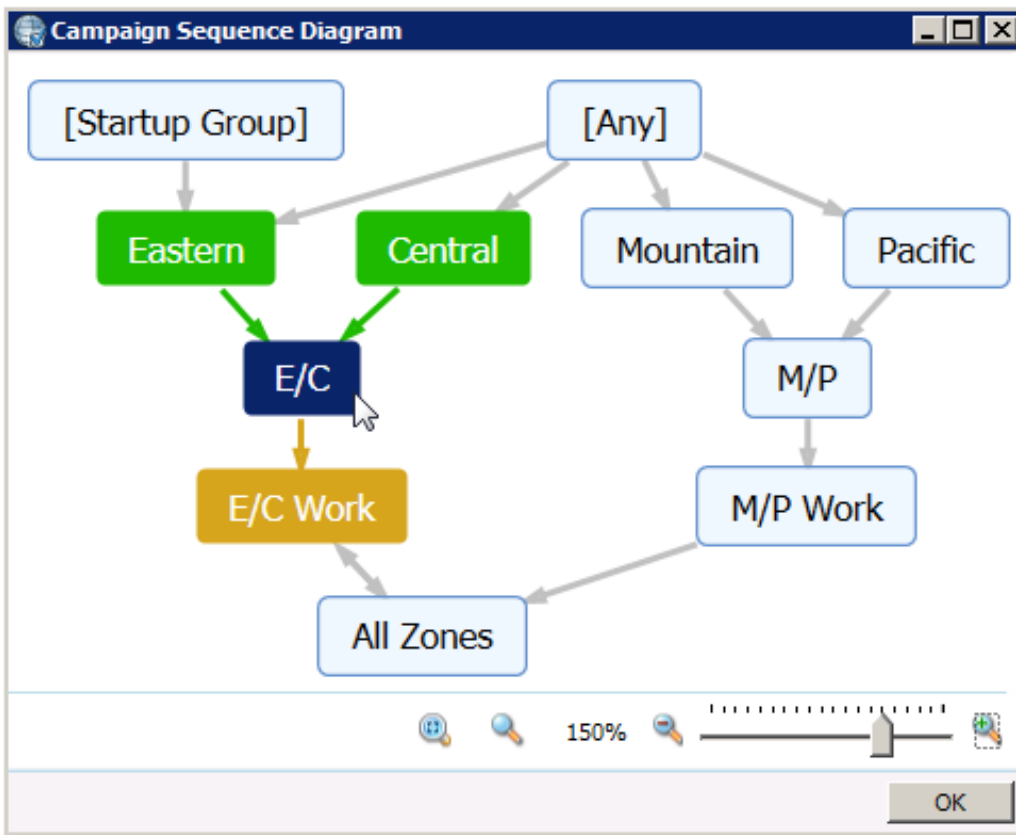 Campaign Sequence Diagram
[Startup Group]
[Any]
Eastern
Central
Mountain
Pacific
E/C
M/P
E/C Work
M/P Work
All Zones
150%
OK